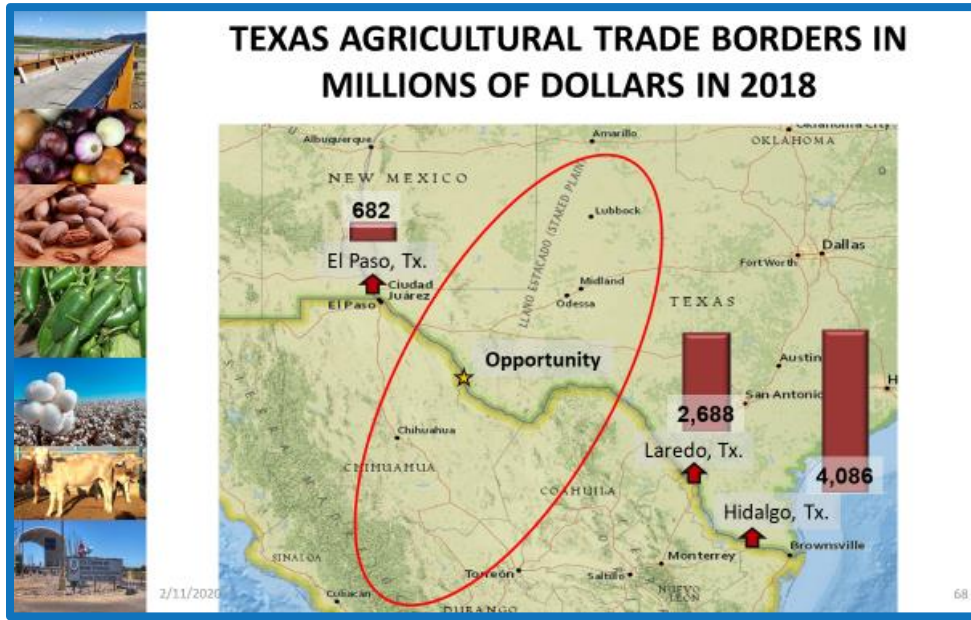 TEXAS AGRICULTURAL TRADE BORDERS IN
MILLIONS OF DOLLARS IN 2018
Amarillo
Albuquerque
OKLAHOMA
NEW MEXICO
682
Lubbock
LLANO ESTACADO (STAKED PLAIN)
Dallas
El Paso, Tx.
Fort Worth
Ciudad
Juárez
Midland
El Paso
Odessa
TEXAS
Opportunity
Austin
San Antonio
H
2,688
Chihuahua
Laredo, Tx.
CHIHUAHUA
4,086
COAHUILA
Hidalgo, Tx.
Brownsville
SINALOA
Monterrey
Torreón
Saltillo
NUEVO
LEÓN
2/11/2020
Culiacán
68
DURANGO